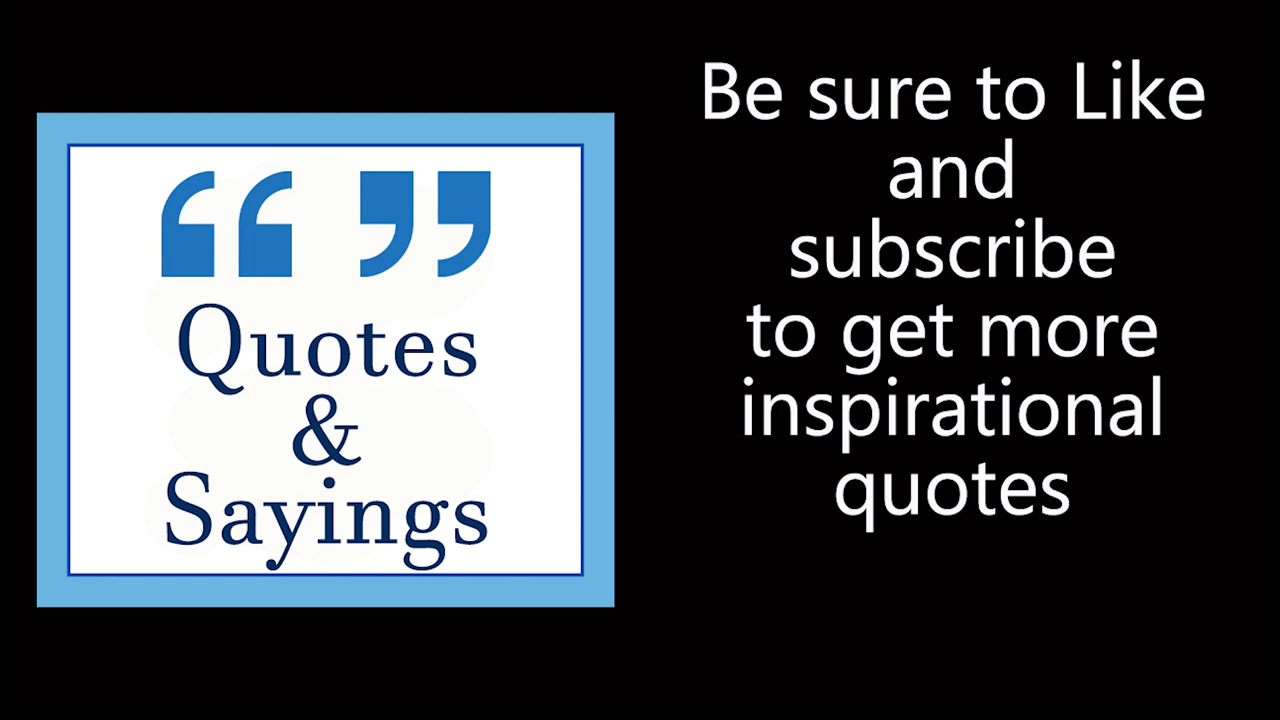 “ ”
Quotes
&
Sayings
Be sure to Like
and
subscribe
to get more
inspirational
quotes